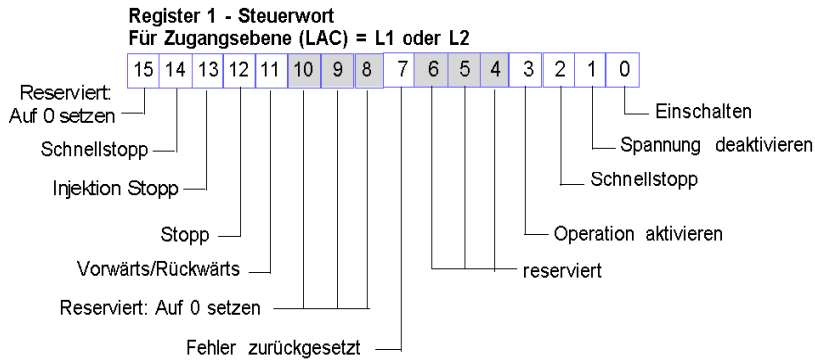 Register 1 - Steuerwort
Für Zugangsebene (LAC) = L1 oder L2
15 14 13 12 11 10 9 8 7 6 5 4 3 2 1 0
Reserviert:
Auf 0 setzen
Einschalten
Schnellstopp
Spannung deaktivieren
Injektion Stopp
Schnellstopp
Stopp
Operation aktivieren
Vorwärts/Rückwärts
reserviert
Reserviert: Auf 0 setzen
Fehler zurückgesetzt